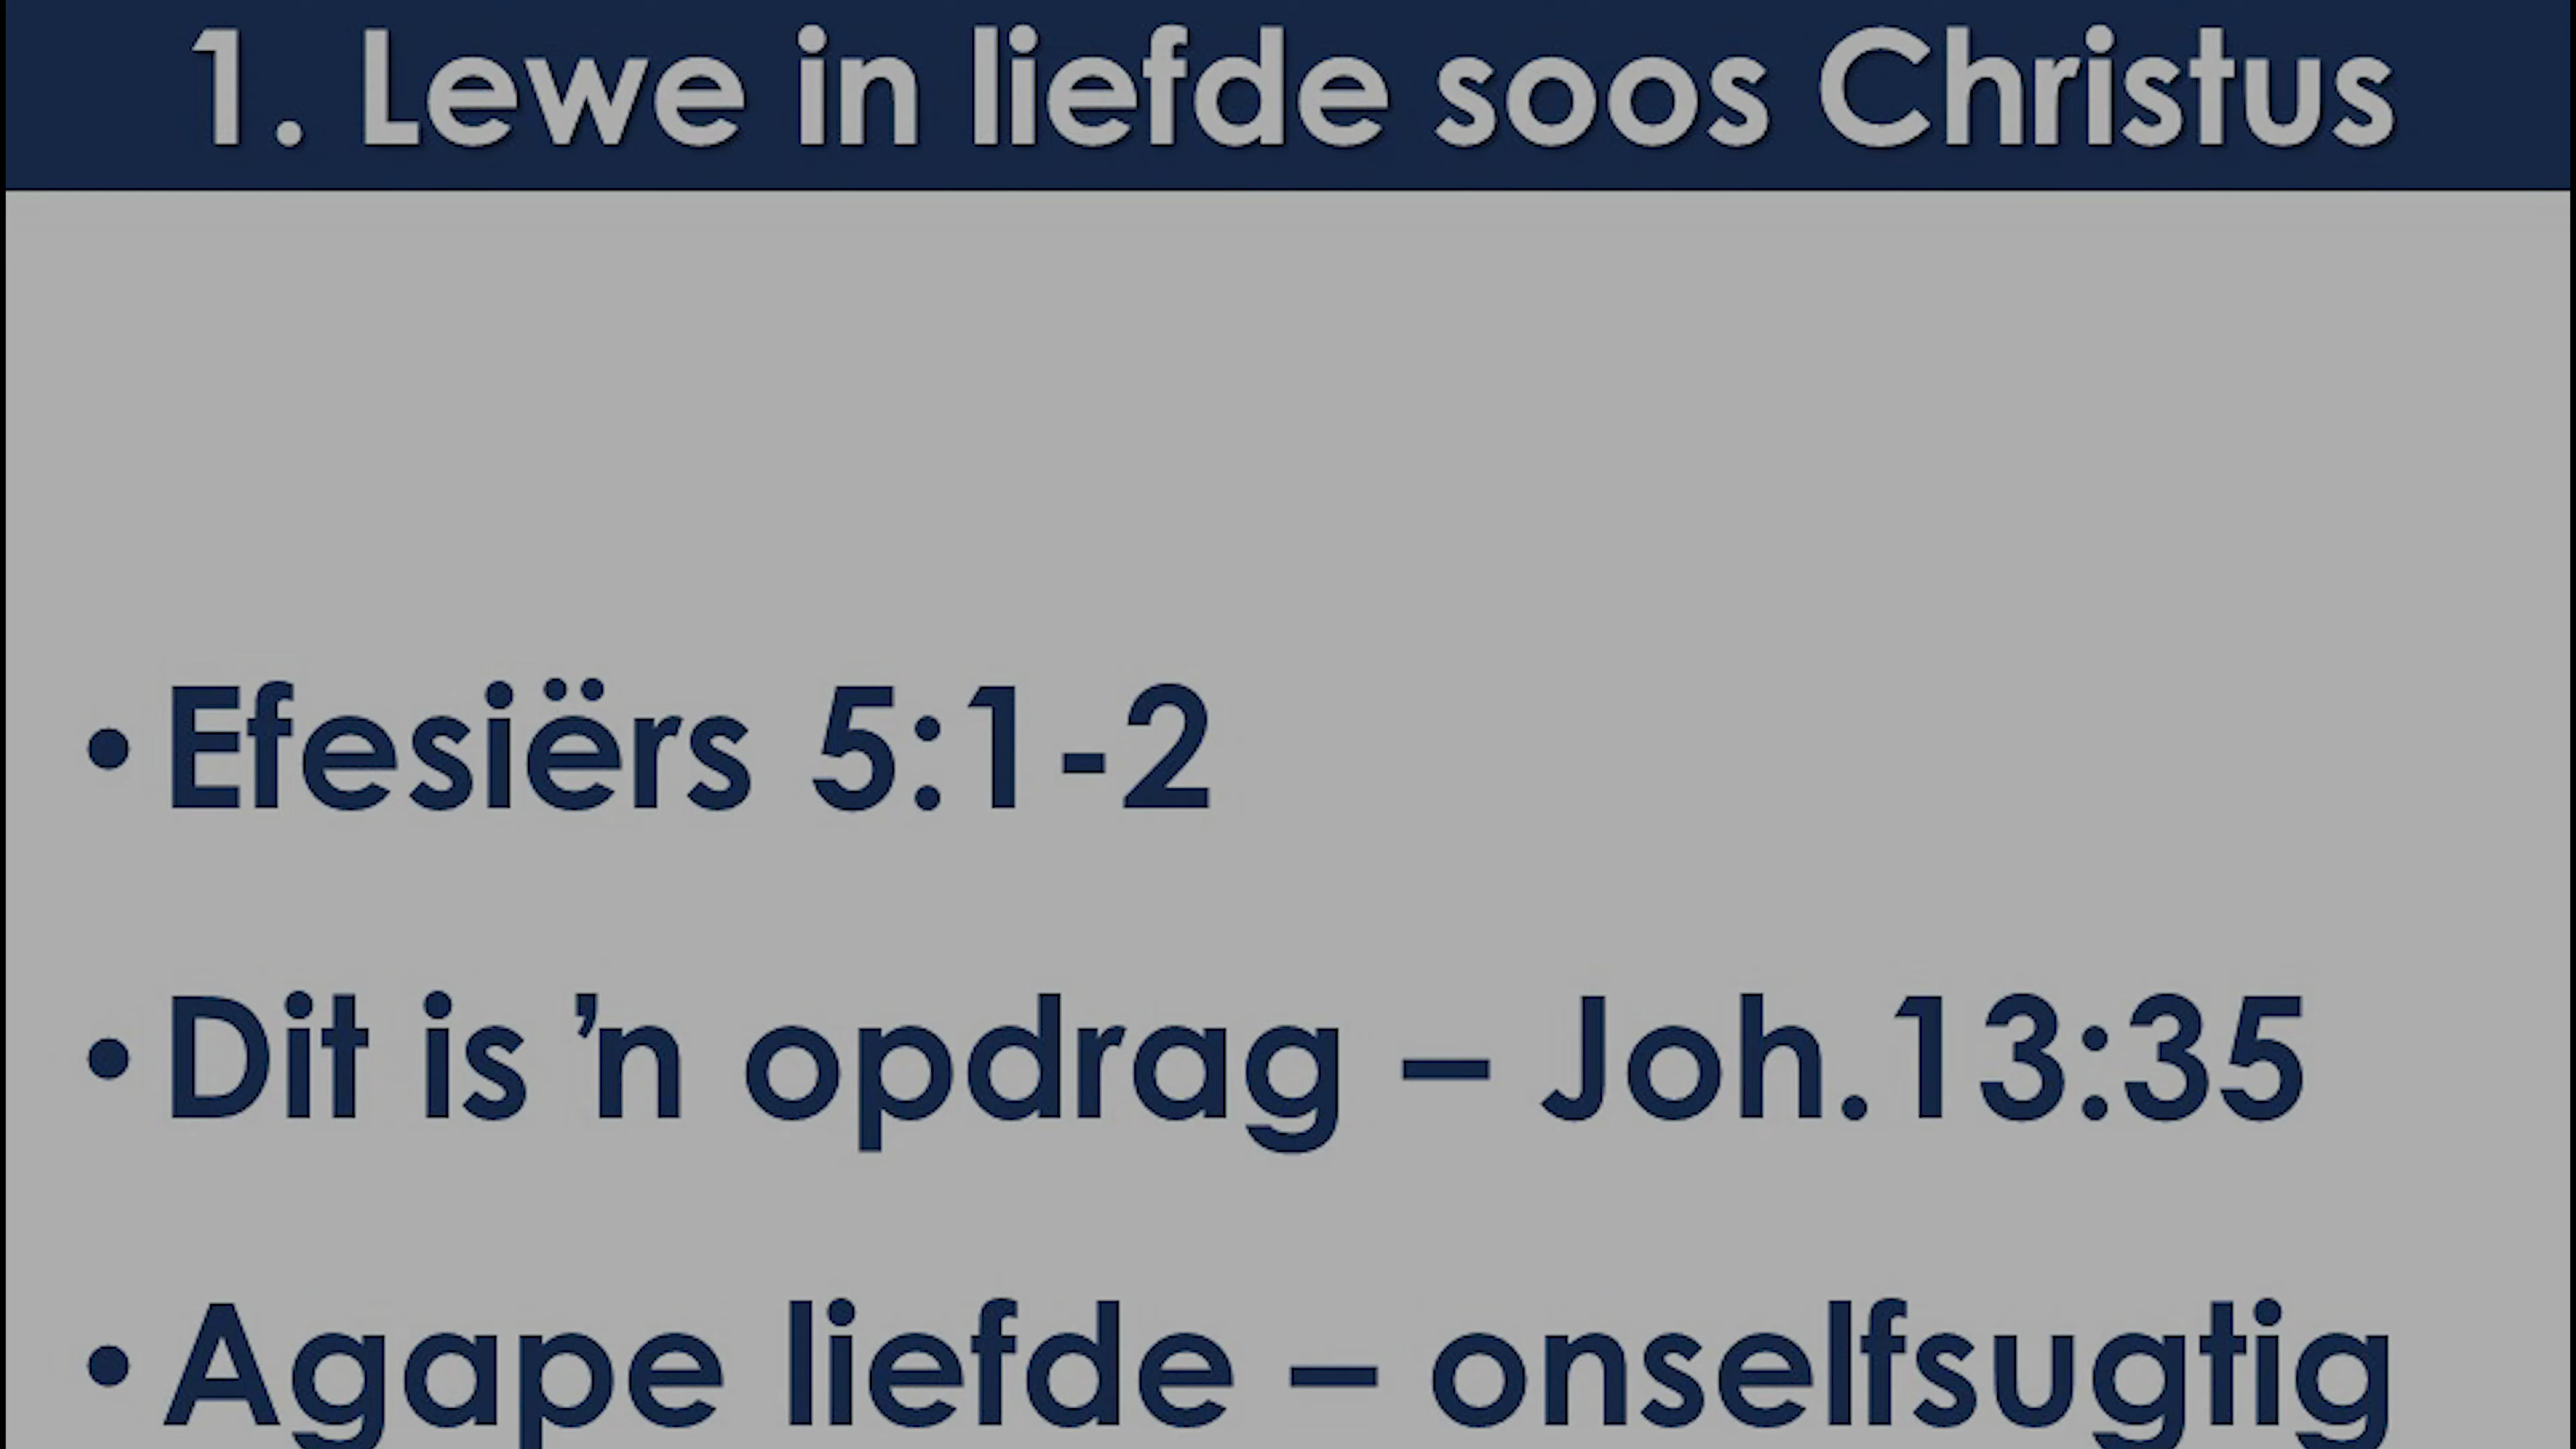 1. Lewe in liefde soos Christus
• Efesiërs 5:1-2
• Dit is ’n opdrag – Joh.13:35
• Agape liefde – onselfsugtig